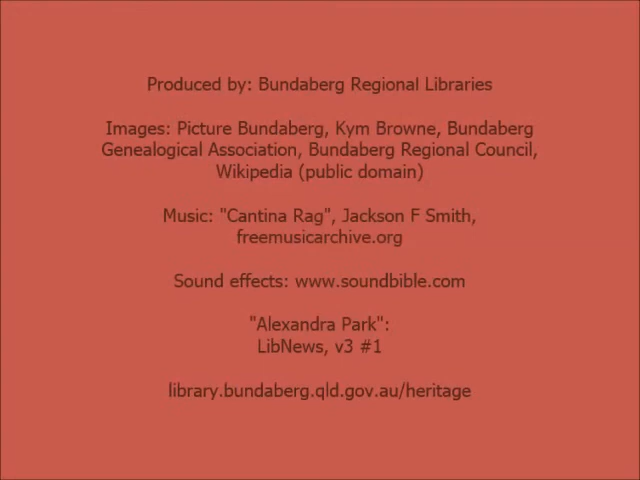 Produced by: Bundaberg Regional Libraries
Images: Picture Bundaberg, Kym Browne, Bundaberg
Genealogical Association, Bundaberg Regional Council,
Wikipedia (public domain)
Music: "Cantina Rag", Jackson F Smith,
freemusicarchive.org
Sound effects: www.soundbible.com
"Alexandra Park":
LibNews, v3 #1
library.bundaberg.qld.gov.au/heritage